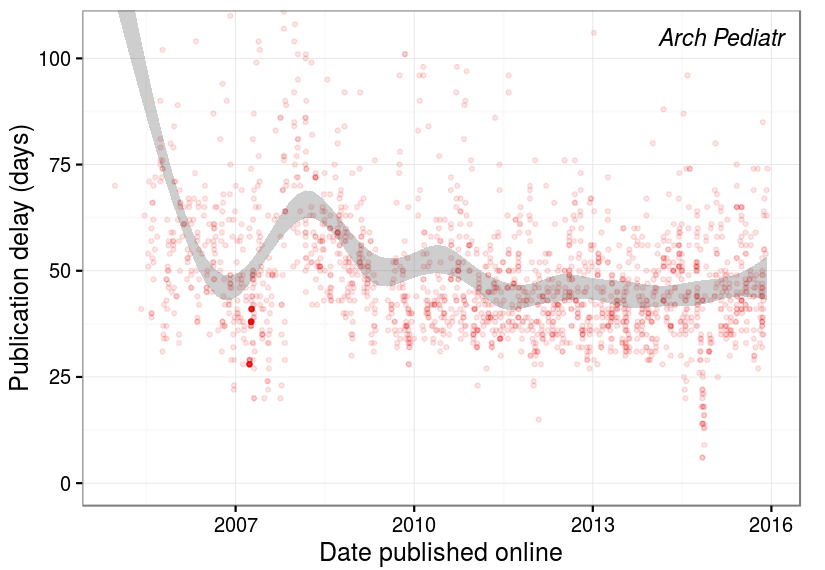 Arch Pediatr
Publication delay (days)
100
75
50
25
0
2007 2010 2013 2016
Date published online